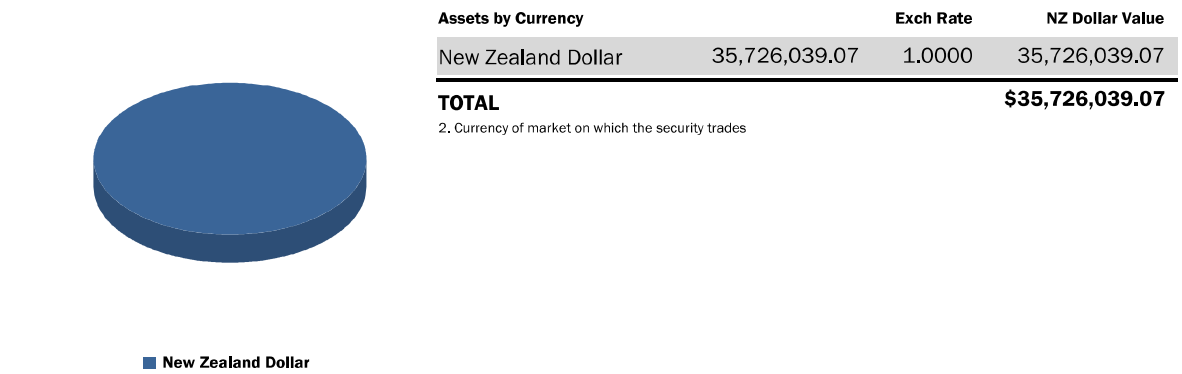 Assets by Currency Exch Rate NZ Dollar Value
New Zealand Dollar 35,726,039.07 1.0000 35,726,039.07
TOTAL $35,726,039.07
2. Currency of market on which the security trades
New Zealand Dollar